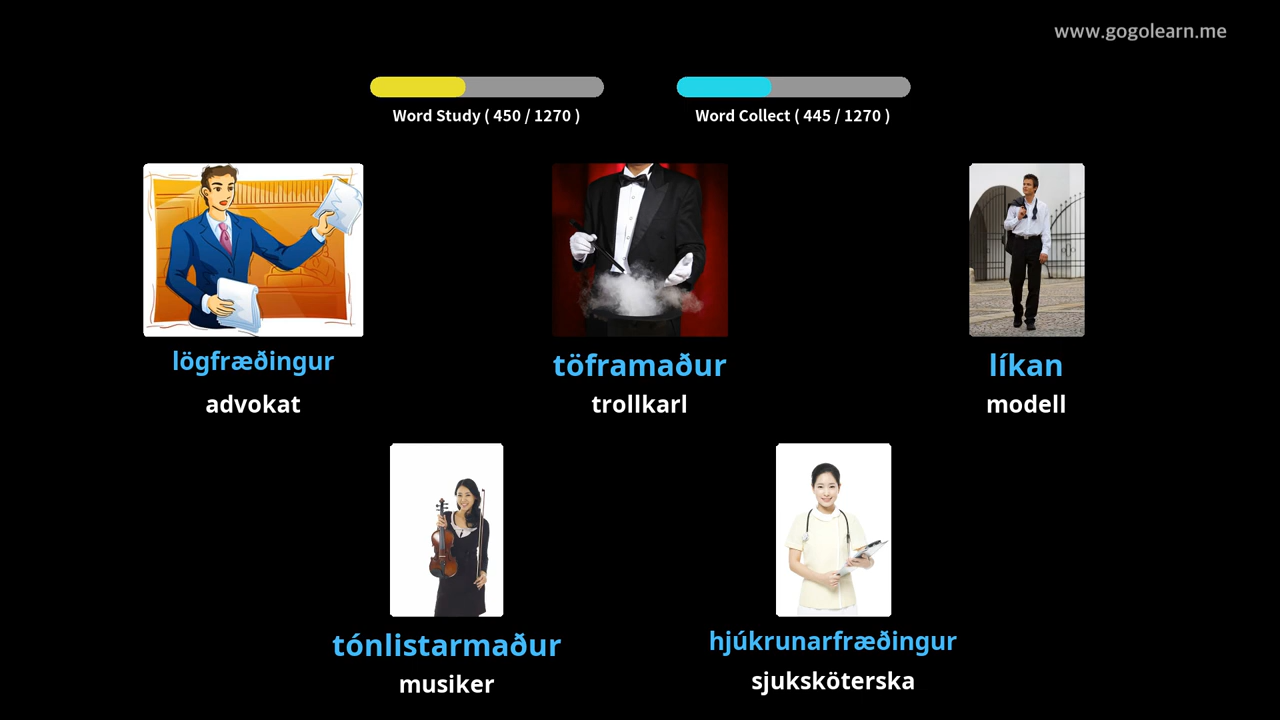 www.gogolearn.me
Word Study ( 450 / 1270 )
Word Collect ( 445 / 1270 )
lögfræðingur
advokat
töframaður
trollkarl
líkan
modell
tónlistarmaður
musiker
hjúkrunarfræðingur
sjuksköterska